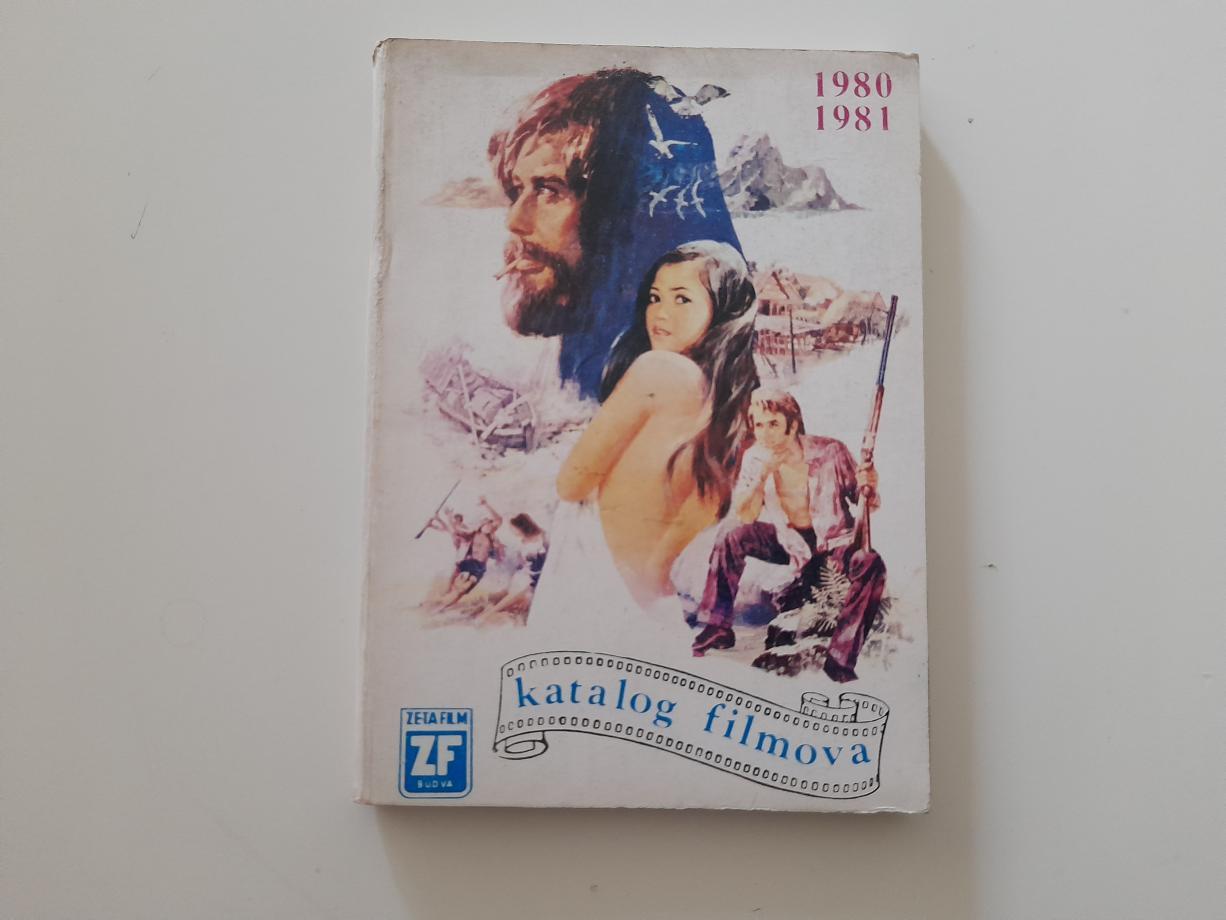 1980
1981
katalog filmova
ZETA FILM
ZF
BUDVA